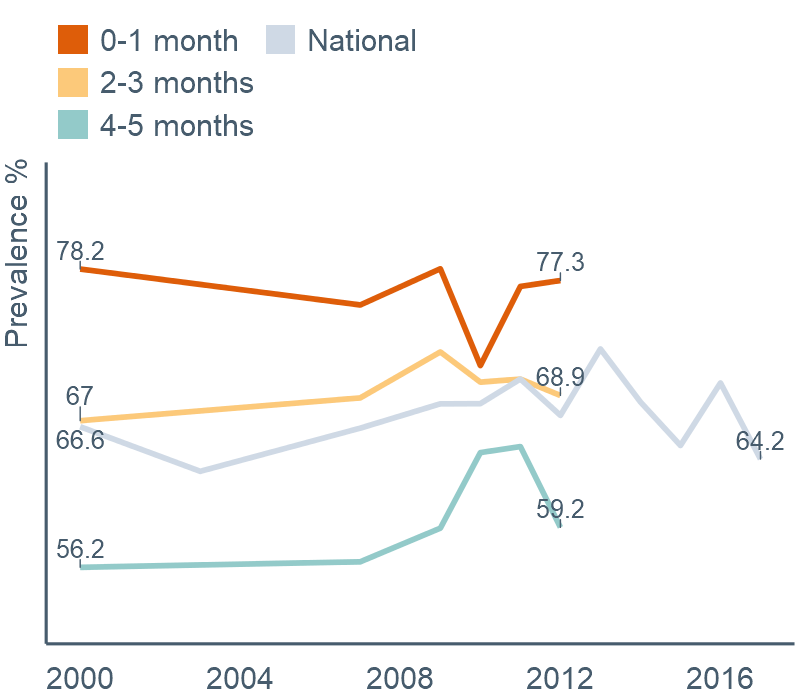 0-1 month
National
2-3 months
4-5 months
Prevalence %
78.2
77.3
67
68.9
66.6
64.2
59.2
56.2
2000
2004
2008
2012
2016